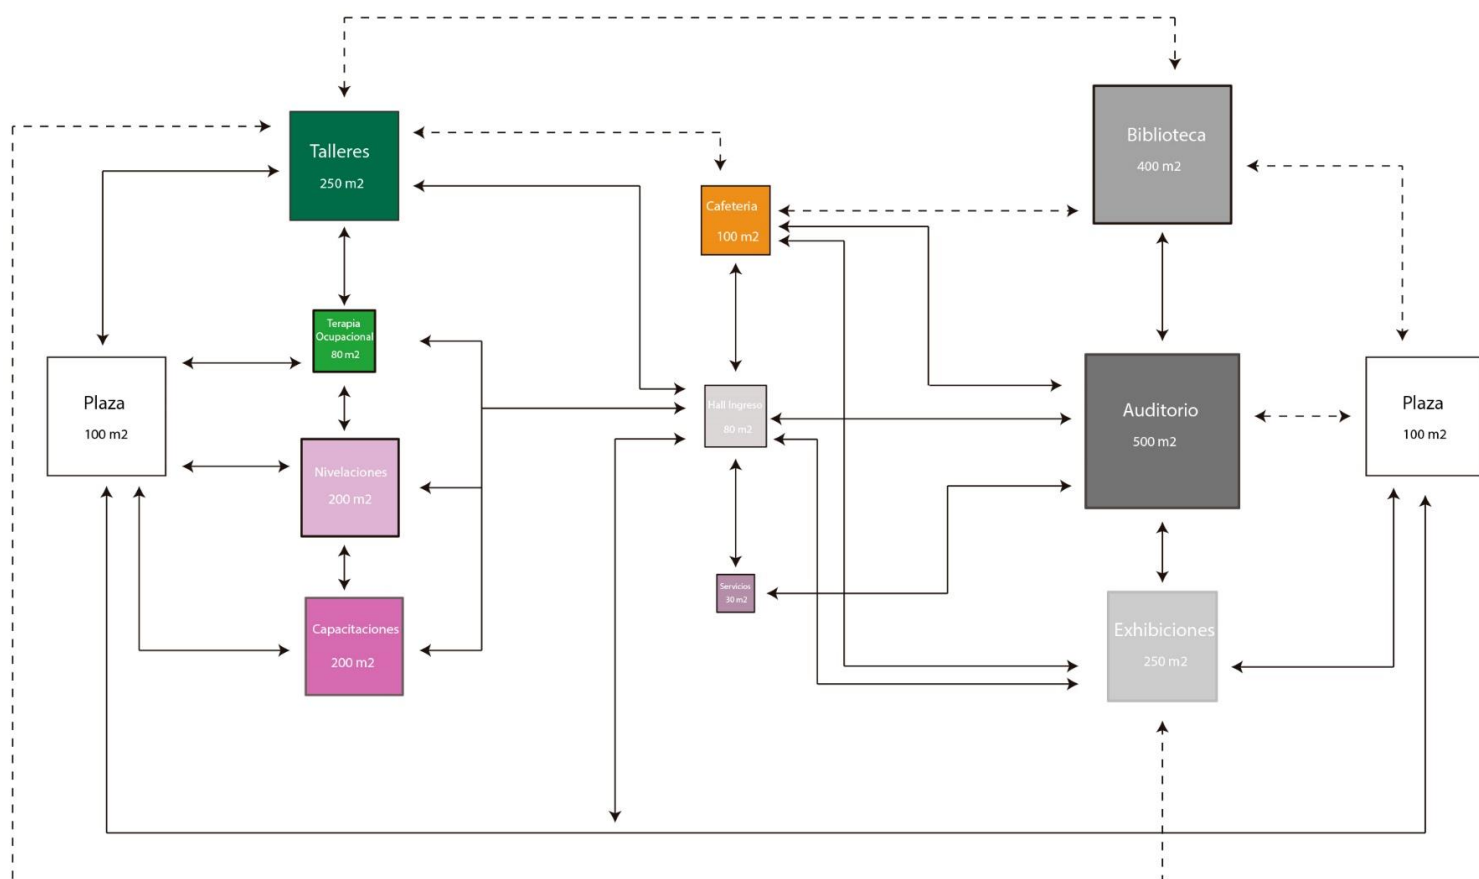 Talleres
250 m2
Biblioteca
400 m2
Cafeteria
100 m2
Terapia
Ocupacional
80 m2
Plaza
100 m2
Hall Ingreso
80 m2
Auditorio
500 m2
Plaza
100 m2
Nivelaciones
200 m2
Servicios
30 m2
Capacitaciones
200 m2
Exhibiciones
250 m2